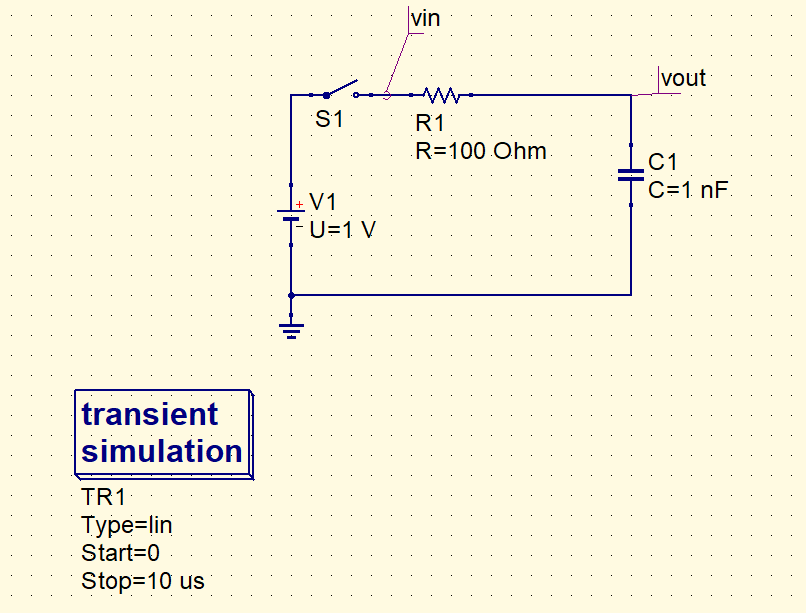 vin
vout
S1
R1
R=100 Ohm
C1
C=1 nF
+ V1
− U=1 V
transient
simulation
TR1
Type=lin
Start=0
Stop=10 us